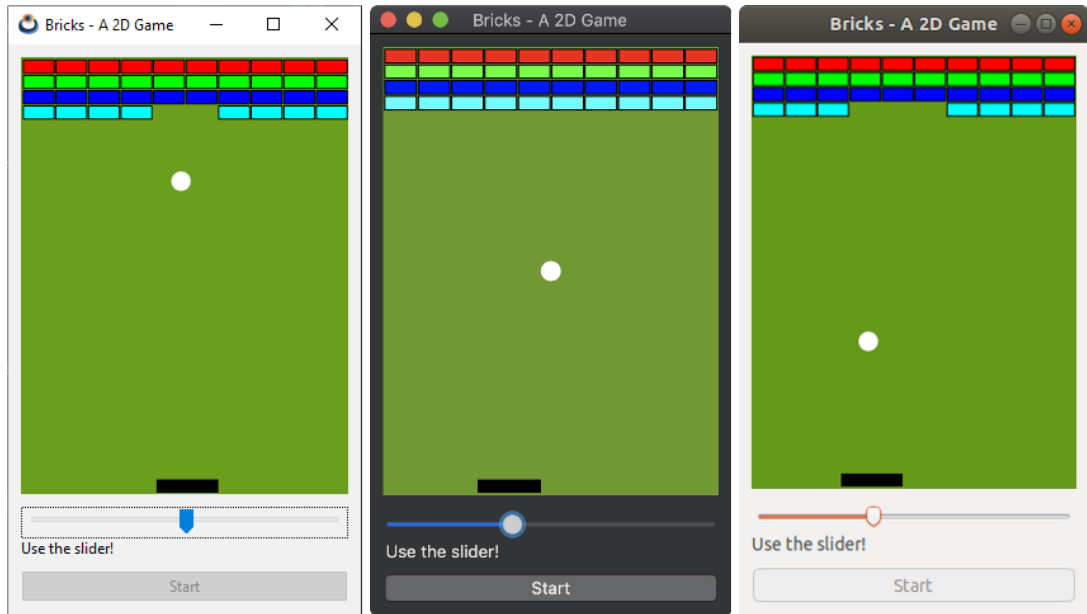 Bricks - A 2D Game
Use the slider!
Start
Bricks - A 2D Game
Use the slider!
Start
Bricks - A 2D Game
Use the slider!
Start